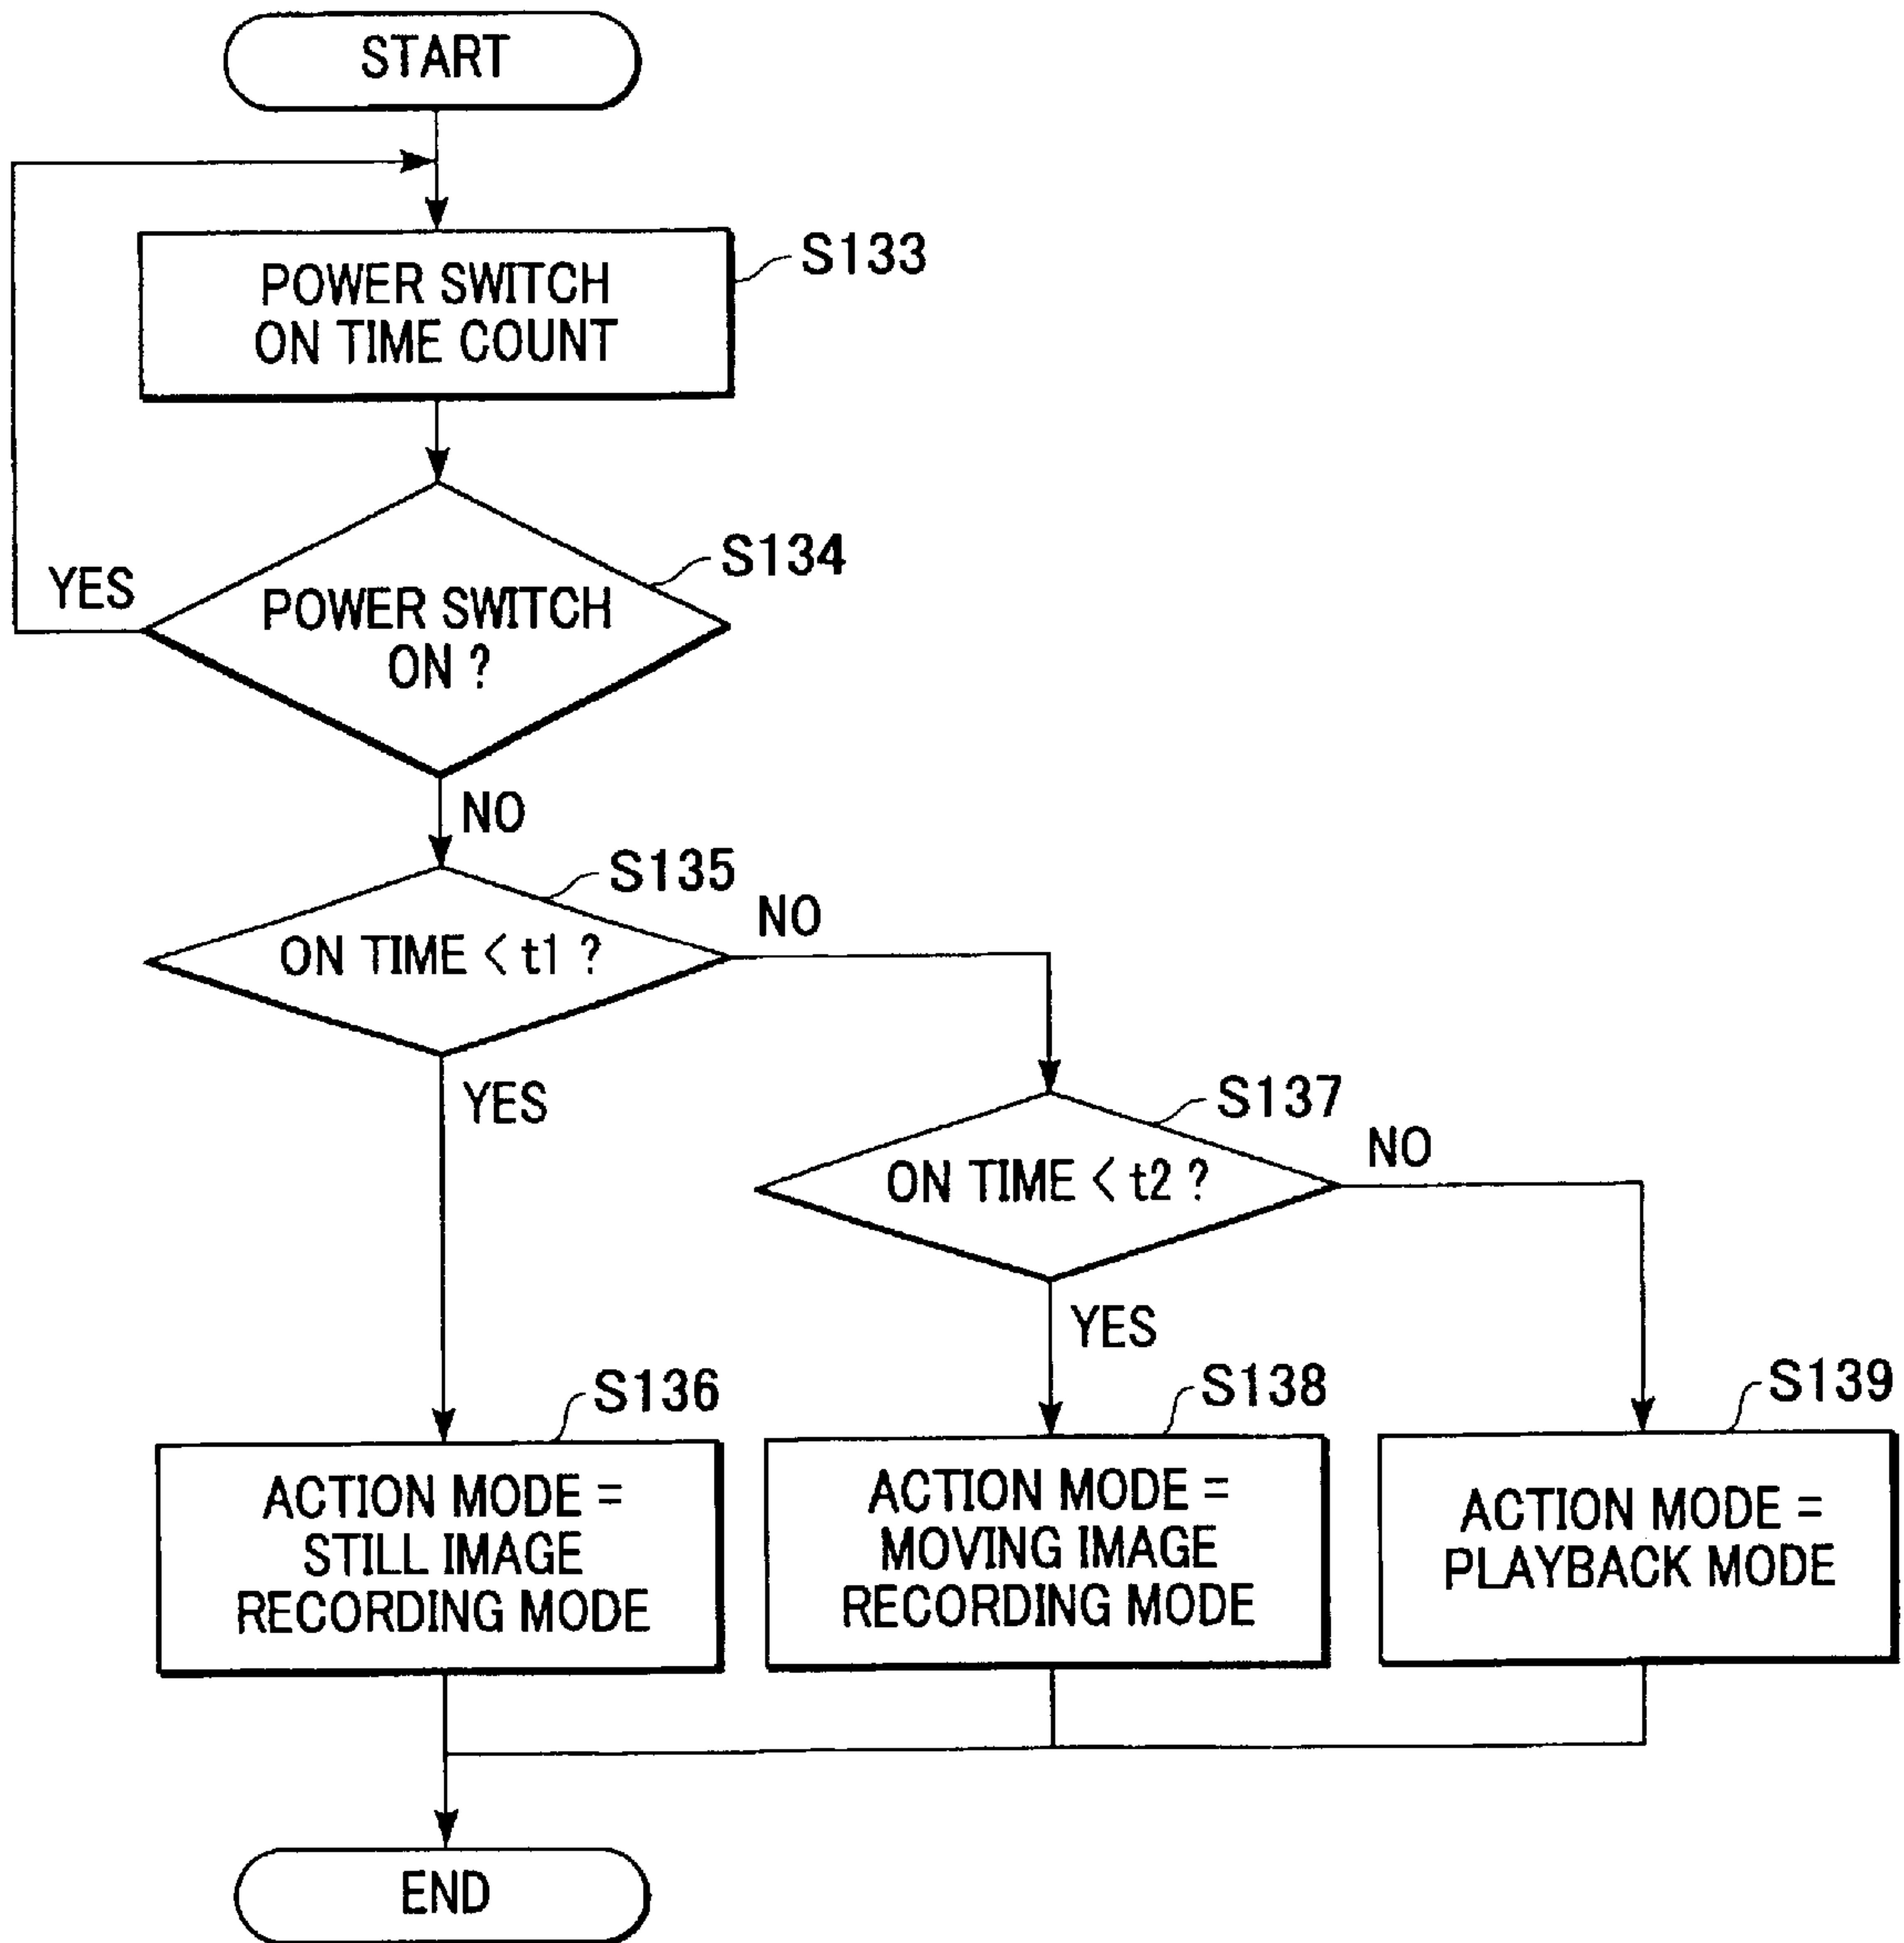 START
S133
POWER SWITCH
ON TIME COUNT
S134
YES
POWER SWITCH
ON ?
NO
S135
NO
ON TIME < t1 ?
YES
S137
NO
ON TIME < t2 ?
YES
S136
S138
S139
ACTION MODE =
STILL IMAGE
RECORDING MODE
ACTION MODE =
MOVING IMAGE
RECORDING MODE
ACTION MODE =
PLAYBACK MODE
END